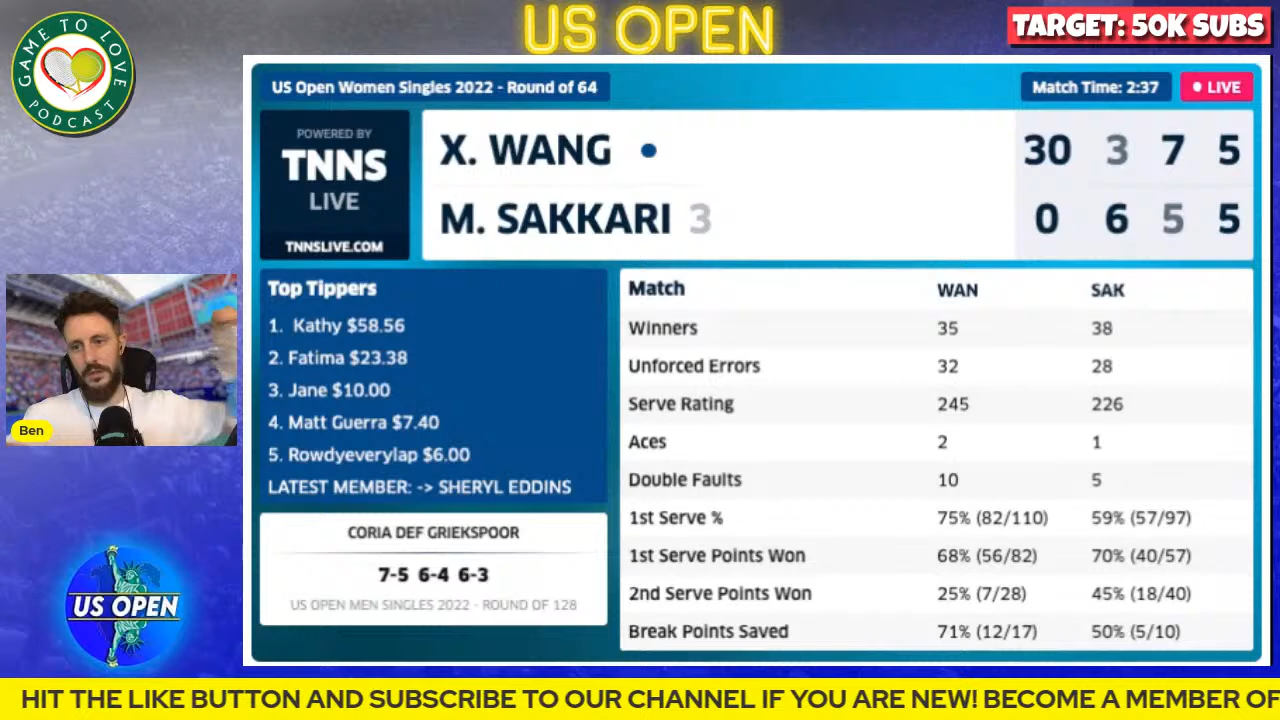 GAME TO LOVE
PODCAST
US OPEN
TARGET: 50K SUBS
US Open Women Singles 2022 - Round of 64
Match Time: 2:37
LIVE
POWERED BY
TNNS
LIVE
TNNSLIVE.COM
X. WANG 30 3 7 5
M. SAKKARI 3 0 6 5 5
Top Tippers
1. Kathy $58.56
2. Fatima $23.38
3. Jane $10.00
4. Matt Guerra $7.40
5. Rowdyeverylap $6.00
LATEST MEMBER: -> SHERYL EDDINS
CORIA DEF GRIEKSPOOR
7-5 6-4 6-3
US OPEN MEN SINGLES 2022 - ROUND OF 128
Match WAN SAK
Winners 35 38
Unforced Errors 32 28
Serve Rating 245 226
Aces 2 1
Double Faults 10 5
1st Serve % 75% (82/110) 59% (57/97)
1st Serve Points Won 68% (56/82) 70% (40/57)
2nd Serve Points Won 25% (7/28) 45% (18/40)
Break Points Saved 71% (12/17) 50% (5/10)
Ben
US OPEN
HIT THE LIKE BUTTON AND SUBSCRIBE TO OUR CHANNEL IF YOU ARE NEW! BECOME A MEMBER OF